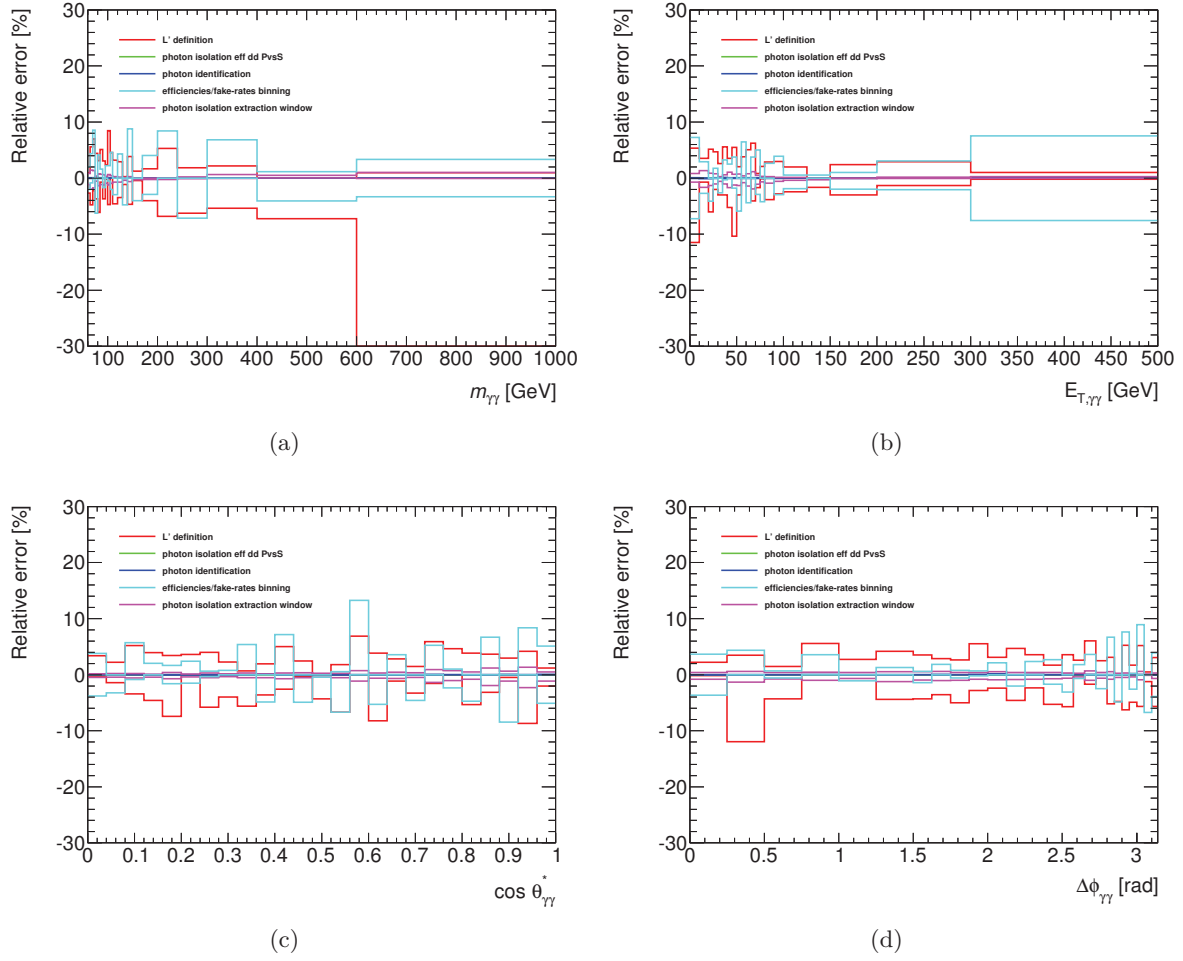 Relative error [%]
30
20
10
0
-10
-20
-30
L' definition
photon isolation eff dd PvsS
photon identification
efficiencies/fake-rates binning
photon isolation extraction window
100 200 300 400 500 600 700 800 900 1000
mγγ [GeV]
(a)
Relative error [%]
30
20
10
0
-10
-20
-30
L' definition
photon isolation eff dd PvsS
photon identification
efficiencies/fake-rates binning
photon isolation extraction window
0 50 100 150 200 250 300 350 400 450 500
E_T,γγ [GeV]
(b)
Relative error [%]
30
20
10
0
-10
-20
-30
L' definition
photon isolation eff dd PvsS
photon identification
efficiencies/fake-rates binning
photon isolation extraction window
0 0.1 0.2 0.3 0.4 0.5 0.6 0.7 0.8 0.9 1
cos θ*γγ
(c)
Relative error [%]
30
20
10
0
-10
-20
-30
L' definition
photon isolation eff dd PvsS
photon identification
efficiencies/fake-rates binning
photon isolation extraction window
0 0.5 1 1.5 2 2.5 3
Δϕγγ [rad]
(d)